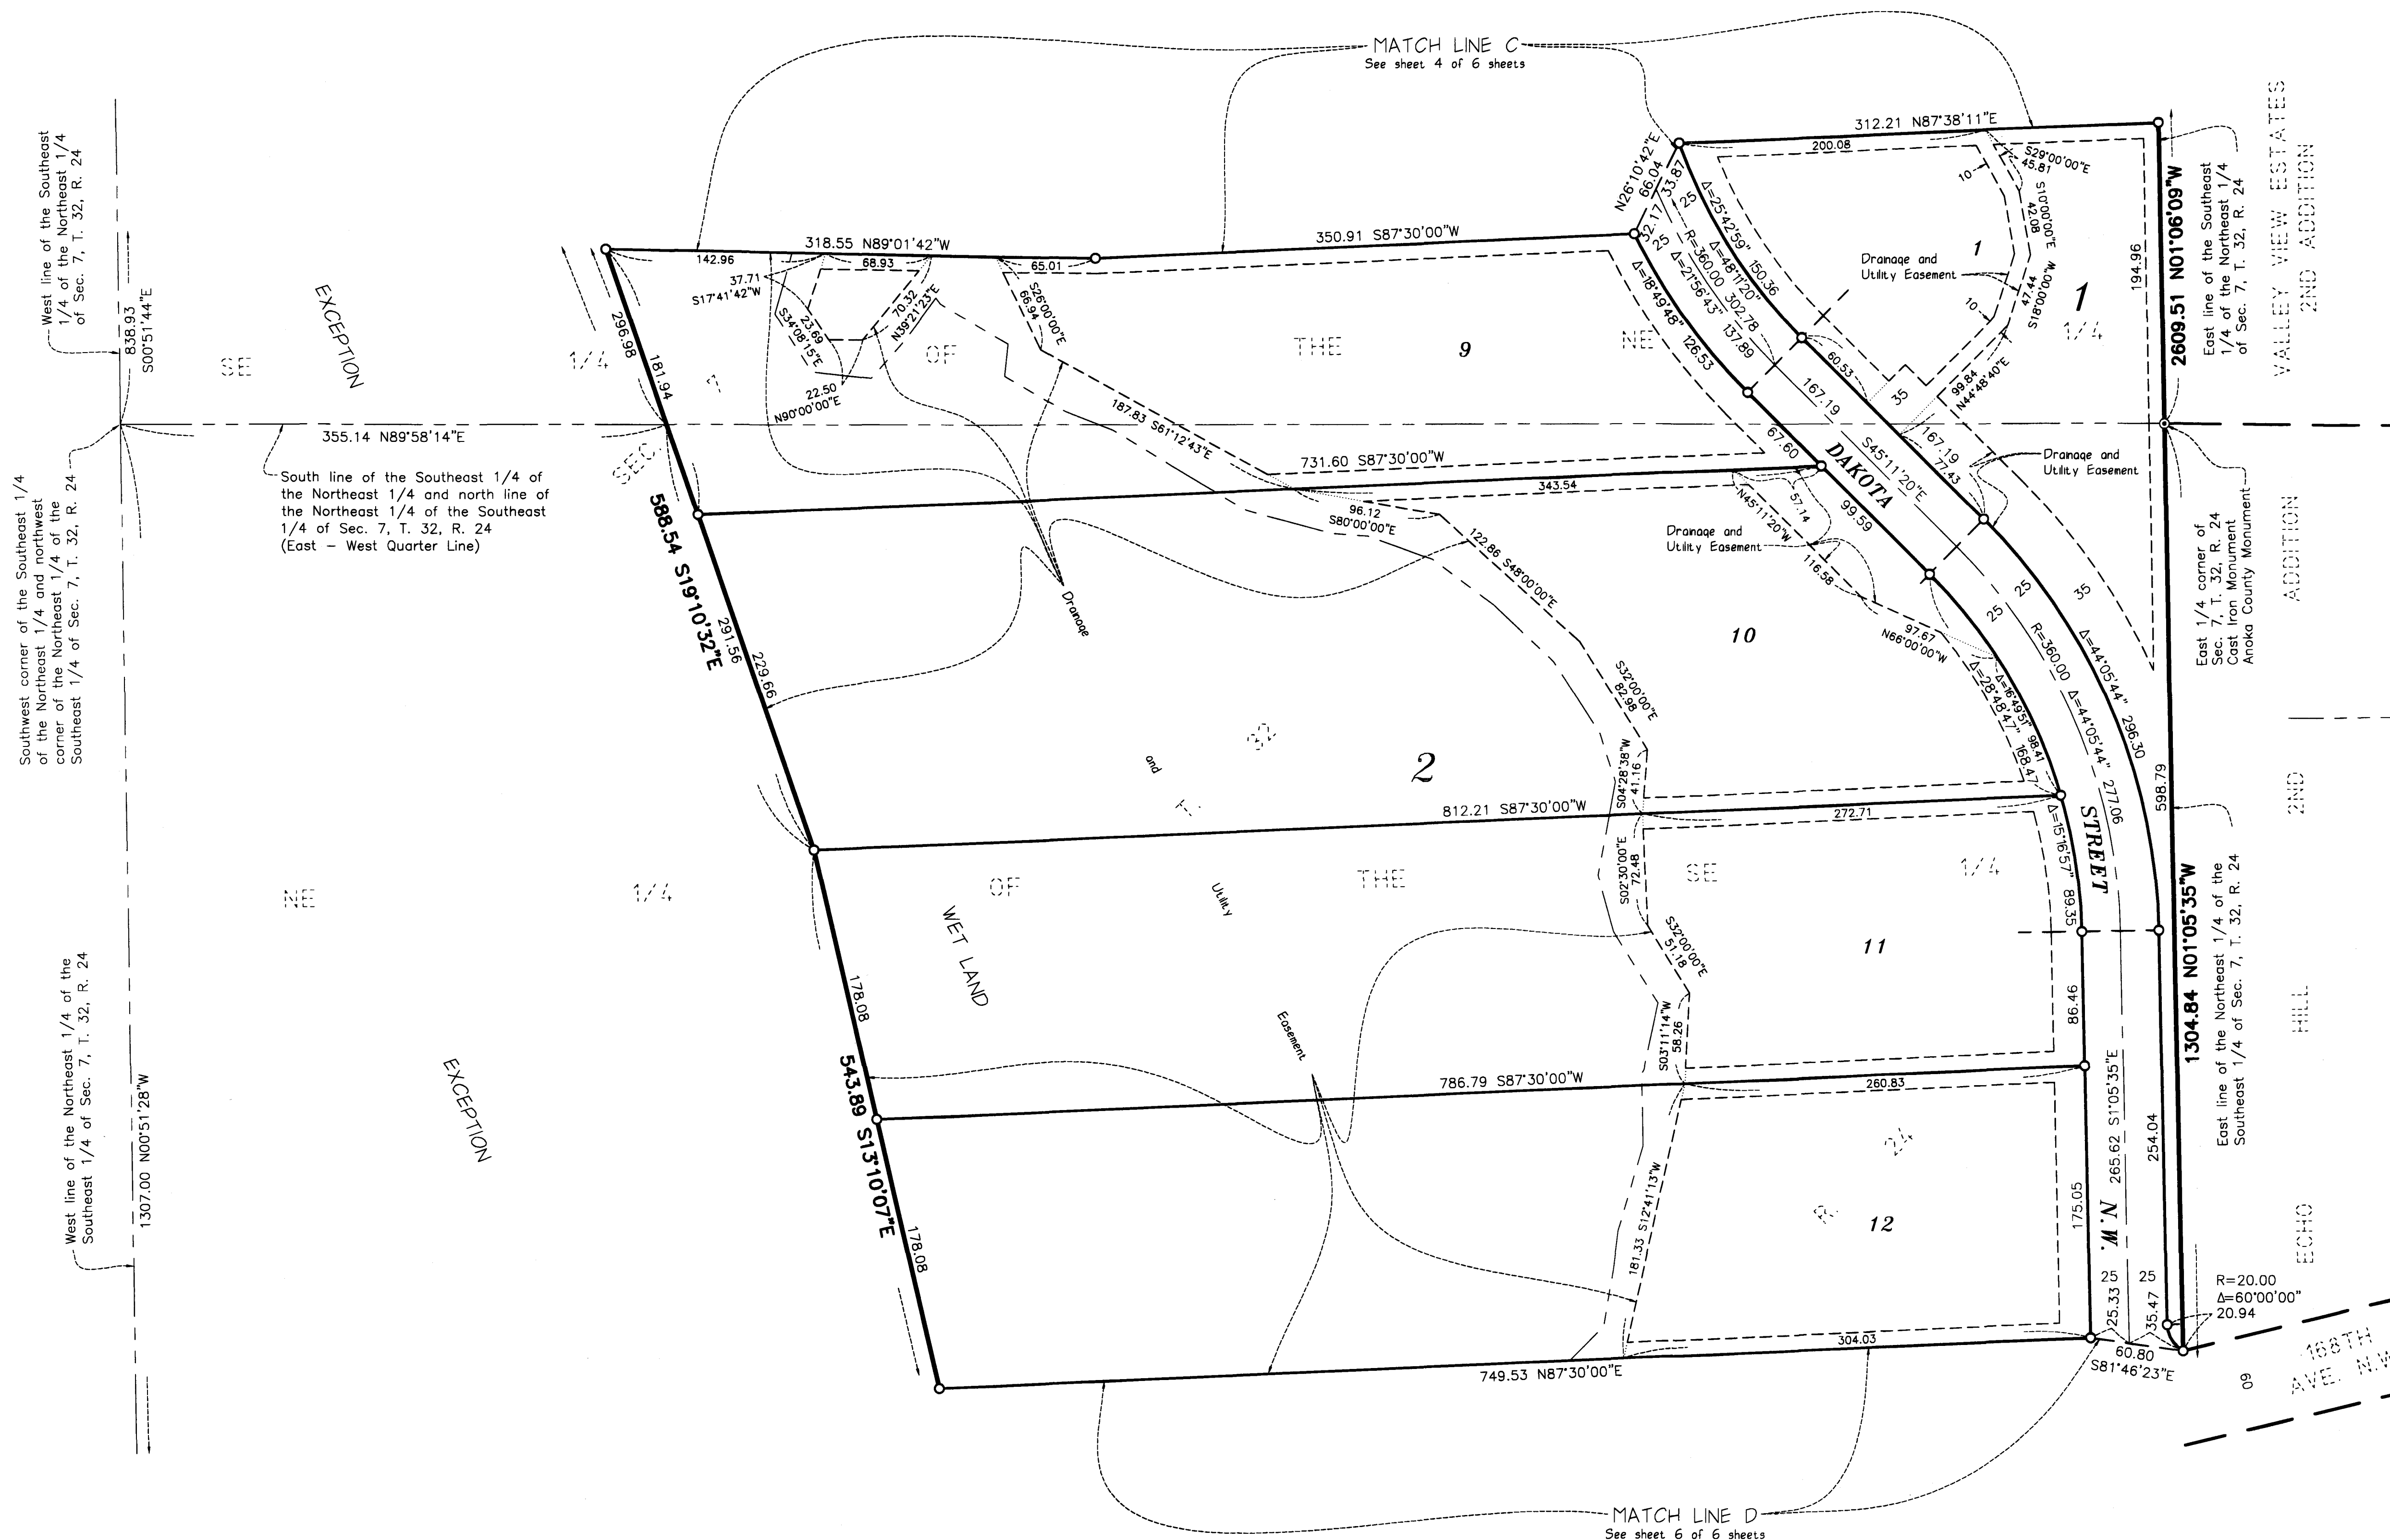 MATCH LINE C
See sheet 4 of 6 sheets
West line of the Southeast
1/4 of the Northeast 1/4
of Sec. 7, T. 32, R. 24
838.93
S00°51'44"E
EXCEPTION
SE
1/4
OF
THE
NE
1/4
318.55 N89°01'42"W
142.96
68.93
65.01
350.91 S87°30'00"W
37.71
S17°41'42"W
23.69
S34°08'15"E
70.32
N39°21'23"E
22.50
N90°00'00"E
S26°00'00"E
66.94
9
N26°10'42"E
66.04
33.87
32.17
25
25
312.21 N87°38'11"E
200.08
S29°00'00"E
45.81
S10°00'00"E
42.08
S18°00'00"W
47.44
10
10
Drainage and
Utility Easement
1
1
194.96
2609.51 N01°06'09"W
East line of the Southeast
1/4 of the Northeast 1/4
of Sec. 7, T. 32, R. 24
VALLEY VIEW ESTATES
2ND ADDITION
Δ=25°42'59" 150.36
Δ=48°11'20"
R=360.00 302.78
Δ=21°56'43" 137.89
Δ=18°49'48" 126.53
60.53
35
99.84
N44°48'40"E
167.19
167.19
77.43
S45°11'20"E
67.60
DAKOTA
STREET
N.W.
Drainage and
Utility Easement
296.98
181.94
355.14 N89°58'14"E
South line of the Southeast 1/4 of
the Northeast 1/4 and north line of
the Northeast 1/4 of the Southeast
1/4 of Sec. 7, T. 32, R. 24
(East - West Quarter Line)
Southwest corner of the Southeast 1/4
of the Northeast 1/4 and northwest
corner of the Northeast 1/4 of the
Southeast 1/4 of Sec. 7, T. 32, R. 24
SEC.
7
187.83 S61°12'43"E
731.60 S87°30'00"W
343.54
96.12
S80°00'00"E
57.14
N45°11'20"W
99.59
Drainage and
Utility Easement
116.58
122.86 S48°00'00"E
588.54 S19°10'32"E
291.56
229.66
Drainage
and
Utility
Easement
10
97.67
N66°00'00"W
25
25
35
R=360.00 Δ=44°05'44" 277.06
Δ=44°05'44" 296.30
Δ=16°49'51" 98.41
Δ=28°48'47" 168.47
S32°00'00"E
82.98
S04°28'38"W
41.16
2
T.
32
812.21 S87°30'00"W
272.71
598.79
East 1/4 corner of
Sec. 7, T. 32, R. 24
Cast Iron Monument
Anoka County Monument
1304.84 N01°05'35"W
East line of the Northeast 1/4 of the
Southeast 1/4 of Sec. 7, T. 32, R. 24
ECHO
HILL
2ND
ADDITION
NE
1/4
OF
THE
SE
1/4
S02°30'00"E
72.48
Δ=15°16'57" 89.35
WET LAND
S32°00'00"E
51.18
11
86.46
S03°11'14"W
58.26
178.08
543.89 S13°10'07"E
EXCEPTION
West line of the Northeast 1/4 of the
Southeast 1/4 of Sec. 7, T. 32, R. 24
1307.00 N00°51'28"W
786.79 S87°30'00"W
260.83
265.62 S1°05'35"E
254.04
R.
24
12
175.05
181.33 S12°41'13"W
178.08
25
25
25.33
35.47
R=20.00
Δ=60°00'00"
20.94
304.03
749.53 N87°30'00"E
60.80
S81°46'23"E
60
168TH
AVE. N.W
MATCH LINE D
See sheet 6 of 6 sheets